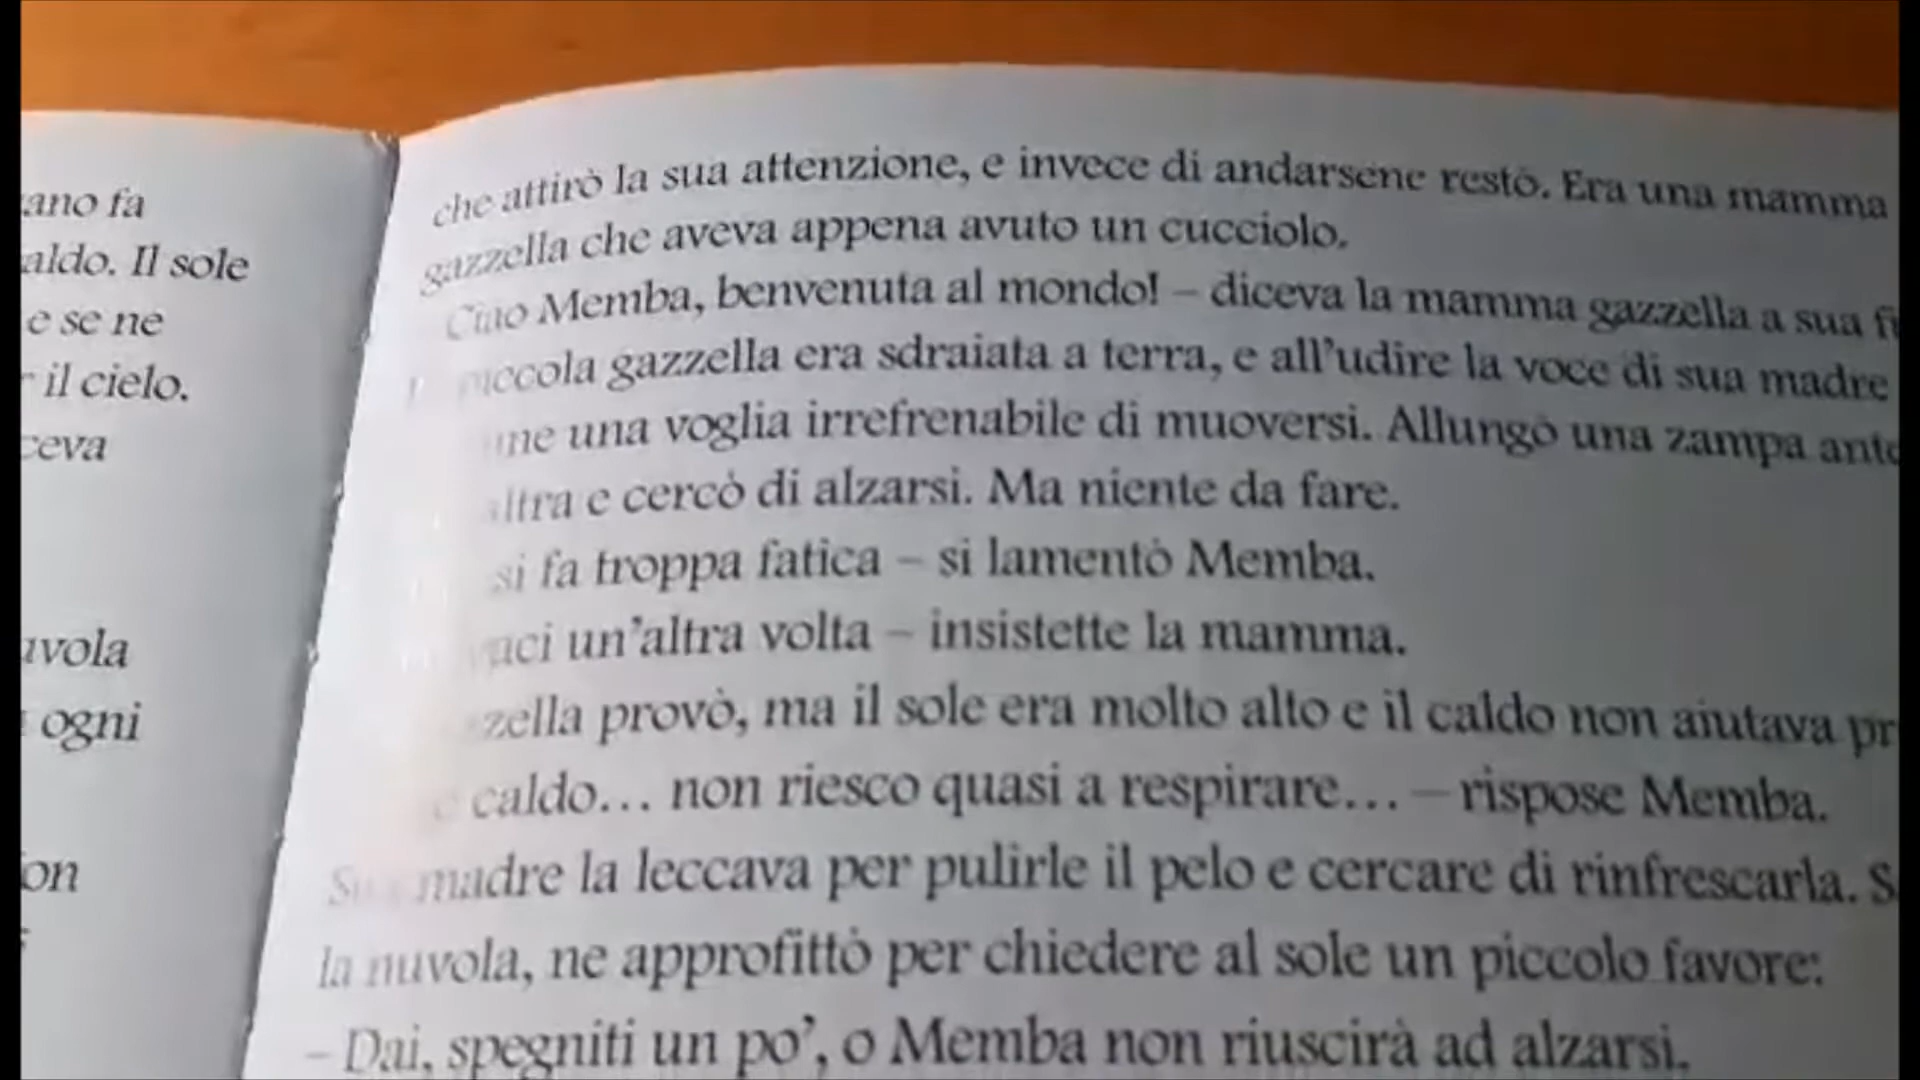 ano fa
aldo. Il sole
e se ne
il cielo.
ceva
ogni
che attirò la sua attenzione, e invece di andarsene restò. Era una mamma
gazzella che aveva appena avuto un cucciolo.
Ciao Memba, benvenuta al mondo! – diceva la mamma gazzella a sua
piccola gazzella era sdraiata a terra, e all'udire la voce di sua madre
una voglia irrefrenabile di muoversi. Allungò una zampa
altra e cercò di alzarsi. Ma niente da fare.
si fa troppa fatica – si lamentò Memba.
un'altra volta – insistette la mamma.
zella provò, ma il sole era molto alto e il caldo non aiutava
caldo… non riesco quasi a respirare… – rispose Memba.
Sua madre la leccava per pulirle il pelo e cercare di rinfrescarla.
la nuvola, ne approfittò per chiedere al sole un piccolo favore:
– Dai, spegniti un po', o Memba non riuscirà ad alzarsi.